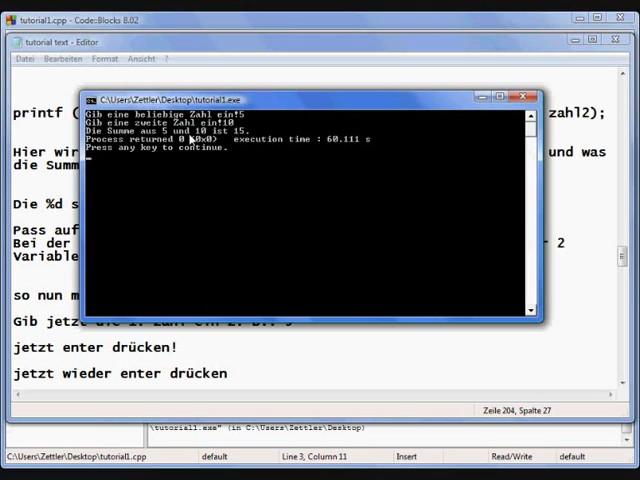 tutorial1.cpp - Code::Blocks 8.02
tutorial text - Editor
Datei Bearbeiten Format Ansicht ?
C:\Users\Zettler\Desktop\tutorial1.exe
Gib eine beliebige Zahl ein!5
Gib eine zweite Zahl ein!10
Die Summe aus 5 und 10 ist 15.
Process returned 0 (0x0) execution time : 60.111 s
Press any key to continue.
printf ( zahl2);
Hier wir und was
die Summ
Die %d s
Pass auf
Bei der - 2
Variable
so nun m
Gib jetzt die 1. Zahl ein z. B.: 5
jetzt enter drücken!
jetzt wieder enter drücken
Zeile 204, Spalte 27
\tutorial1.exe" (in C:\Users\Zettler\Desktop)
C:\Users\Zettler\Desktop\tutorial1.cpp default Line 3, Column 11 Insert Read/Write default